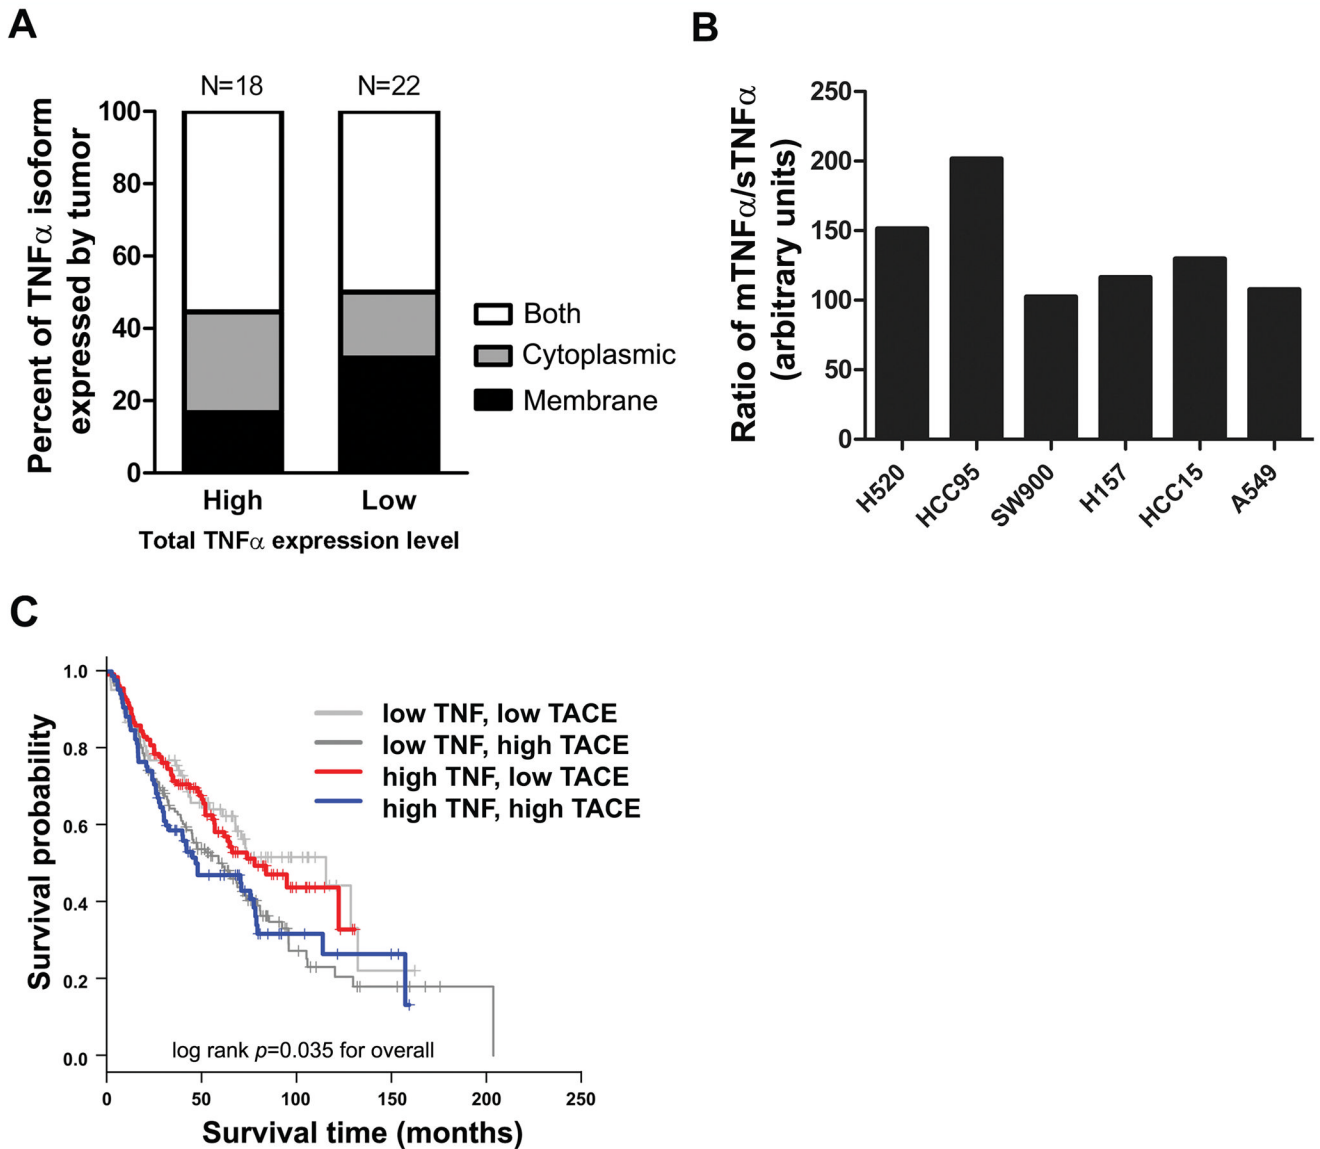 A
N=18 N=22
Percent of TNFα isoform
expressed by tumor
100
80
60
40
20
0
High Low
Total TNFα expression level
Both
Cytoplasmic
Membrane
B
Ratio of mTNFα/sTNFα
(arbitrary units)
250
200
150
100
50
0
H520 HCC95 SW900 H157 HCC15 A549
C
Survival probability
1.0
0.8
0.6
0.4
0.2
0.0
low TNF, low TACE
low TNF, high TACE
high TNF, low TACE
high TNF, high TACE
log rank p=0.035 for overall
0 50 100 150 200 250
Survival time (months)